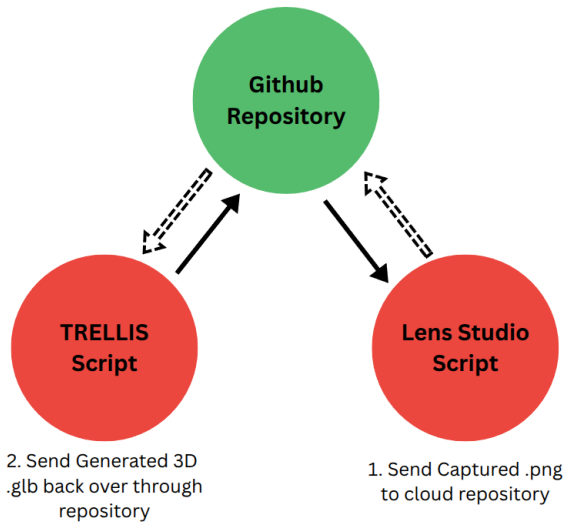 Github
Repository
TRELLIS
Script
Lens Studio
Script
2. Send Generated 3D
.glb back over through
repository
1. Send Captured .png
to cloud repository